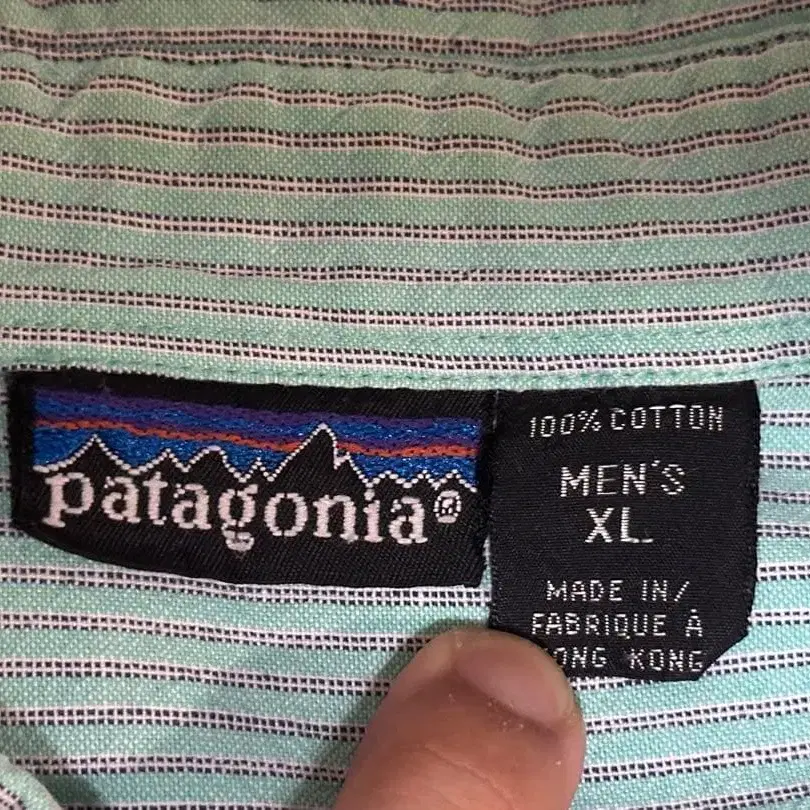 patagonia®
100% COTTON
MEN'S
XL.
MADE IN/
FABRIQUE À
ONG KONG